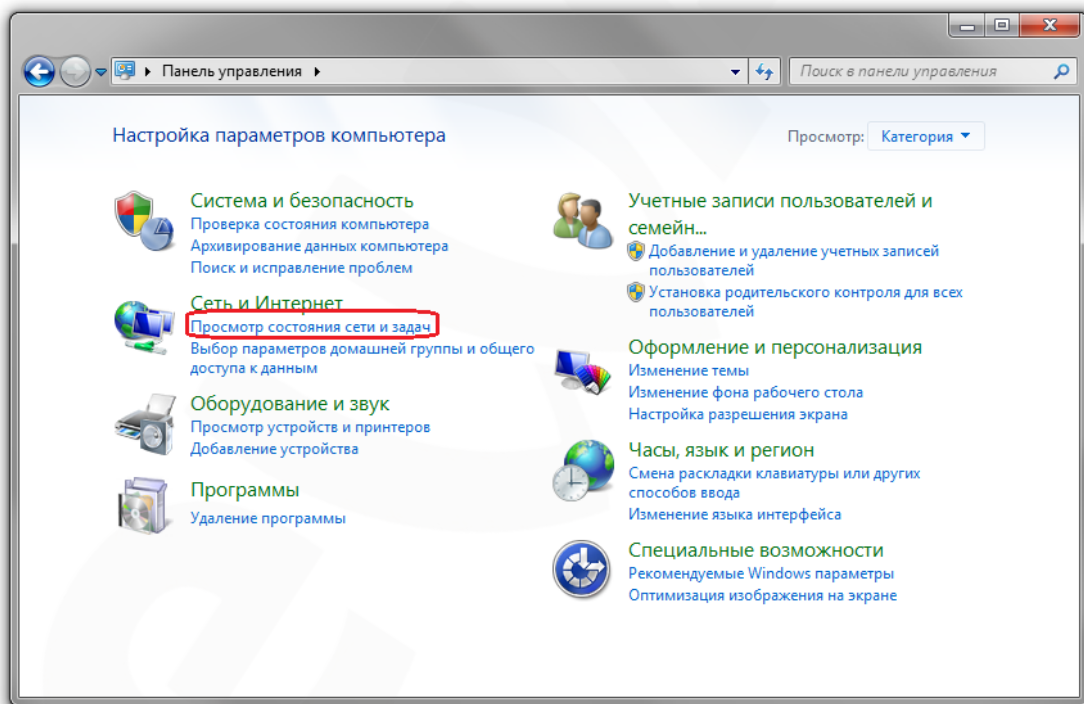 Панель управления
Поиск в панели управления
Настройка параметров компьютера
Просмотр: Категория
Система и безопасность
Проверка состояния компьютера
Архивирование данных компьютера
Поиск и исправление проблем
Сеть и Интернет
Просмотр состояния сети и задач
Выбор параметров домашней группы и общего
доступа к данным
Оборудование и звук
Просмотр устройств и принтеров
Добавление устройства
Программы
Удаление программы
Учетные записи пользователей и
семейн...
Добавление и удаление учетных записей
пользователей
Установка родительского контроля для всех
пользователей
Оформление и персонализация
Изменение темы
Изменение фона рабочего стола
Настройка разрешения экрана
Часы, язык и регион
Смена раскладки клавиатуры или других
способов ввода
Изменение языка интерфейса
Специальные возможности
Рекомендуемые Windows параметры
Оптимизация изображения на экране